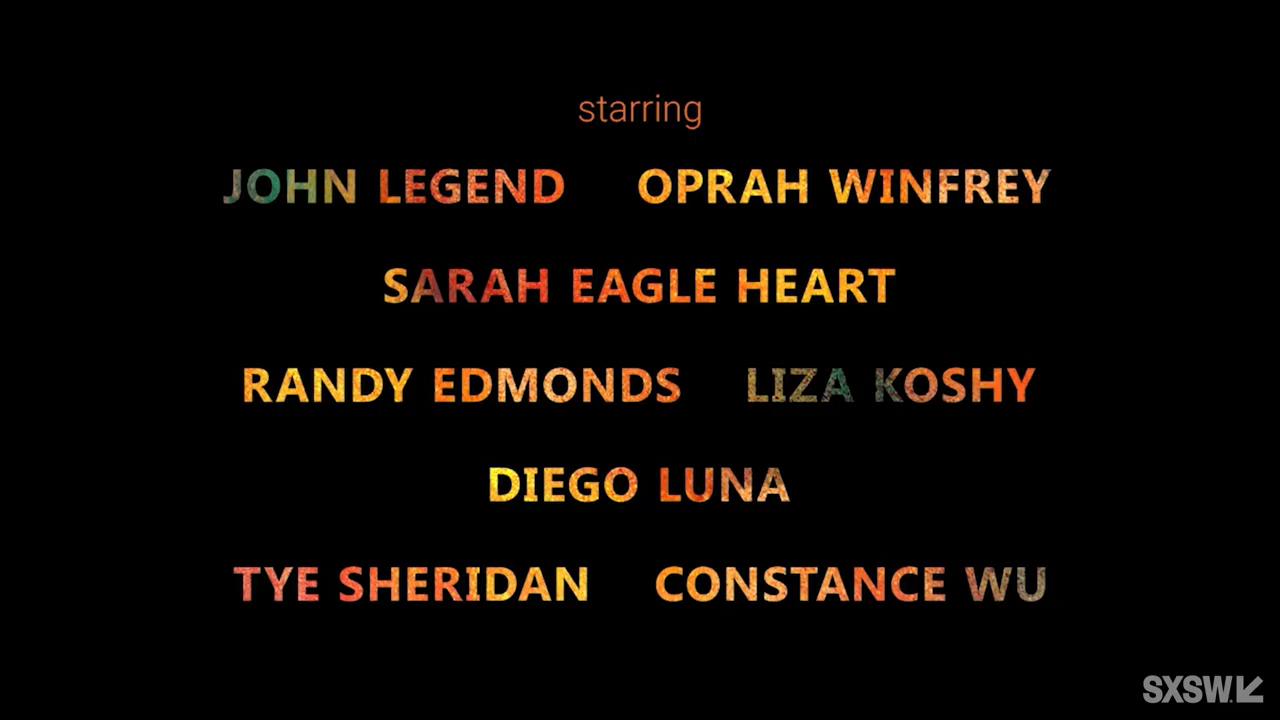 starring
JOHN LEGEND OPRAH WINFREY
SARAH EAGLE HEART
RANDY EDMONDS LIZA KOSHY
DIEGO LUNA
TYE SHERIDAN CONSTANCE WU
SXSW.